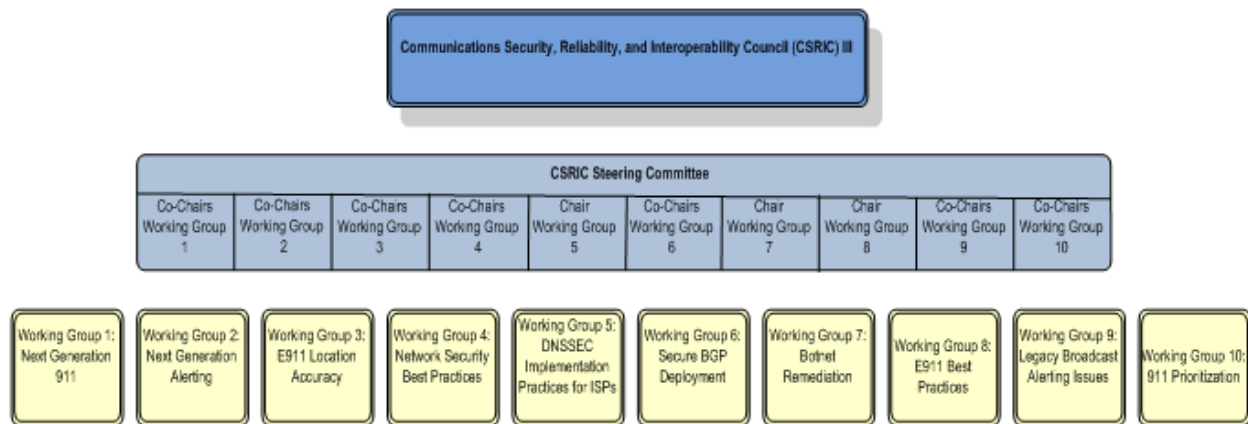 Communications Security, Reliability, and Interoperability Council (CSRIC) III
CSRIC Steering Committee
Co-Chairs
Working Group
1
Co-Chairs
Working Group
2
Co-Chairs
Working Group
3
Co-Chairs
Working Group
4
Chair
Working Group
5
Co-Chairs
Working Group
6
Chair
Working Group
7
Chair
Working Group
8
Co-Chairs
Working Group
9
Co-Chairs
Working Group
10
Working Group 1:
Next Generation
911
Working Group 2:
Next Generation
Alerting
Working Group 3:
E911 Location
Accuracy
Working Group 4:
Network Security
Best Practices
Working Group 5:
DNSSEC
Implementation
Practices for ISPs
Working Group 6:
Secure BGP
Deployment
Working Group 7:
Botnet
Remediation
Working Group 8:
E911 Best
Practices
Working Group 9:
Legacy Broadcast
Alerting Issues
Working Group 10:
911 Prioritization